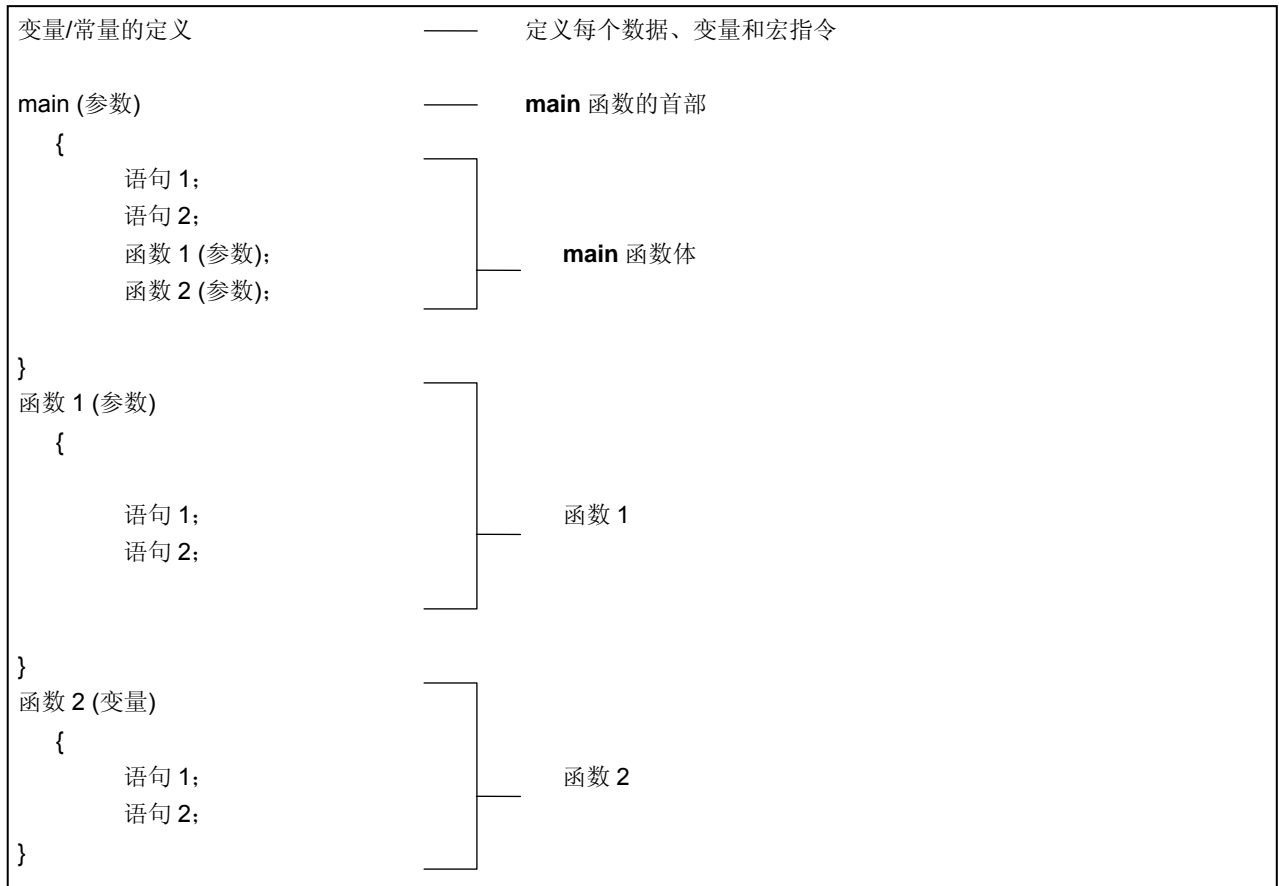 变量/常量的定义 定义每个数据、变量和宏指令
main (参数) main 函数的首部
{
语句 1;
语句 2;
函数 1 (参数); main 函数体
函数 2 (参数);
}
函数 1 (参数)
{
语句 1; 函数 1
语句 2;
}
函数 2 (变量)
{
语句 1; 函数 2
语句 2;
}